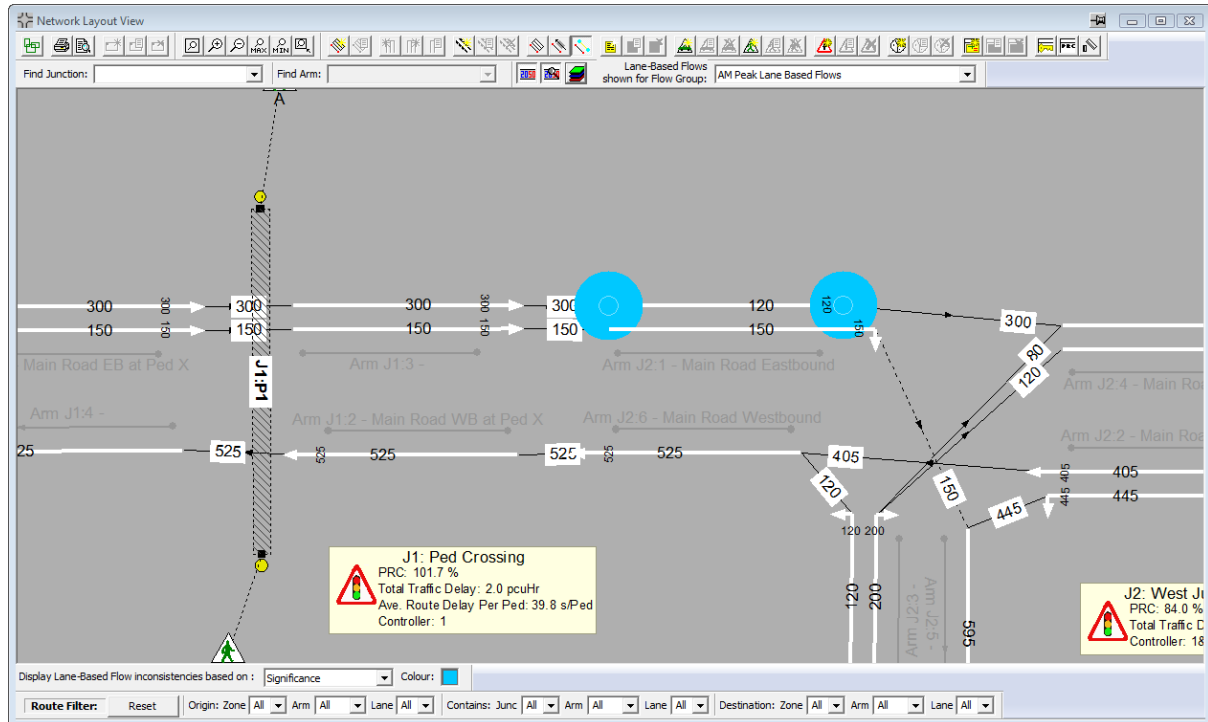 Network Layout View
MAX MIN PRC
Find Junction: Find Arm: 2050 Lane-Based Flows
shown for Flow Group: AM Peak Lane Based Flows
A
300 300 300 300 300 300 120 120 300
150 150 150 150 150 150 150 150
80
120
Main Road EB at Ped X Arm J1:3 - Arm J2:1 - Main Road Eastbound Arm J2:4 - Main Roa
J1:P1
Arm J1:4 - Arm J1:2 - Main Road WB at Ped X Arm J2:6 - Main Road Westbound Arm J2:2 - Main Road
25 525 525 525 525 525 525 405 405 405
120 150 445 445 445
120 200
120 200 Arm J2:3 - Arm J2:5 - 595
J1: Ped Crossing
PRC: 101.7 %
Total Traffic Delay: 2.0 pcuHr
Ave. Route Delay Per Ped: 39.8 s/Ped
Controller: 1
J2: West Ju
PRC: 84.0 %
Total Traffic D
Controller: 1&
Display Lane-Based Flow inconsistencies based on : Significance Colour:
Route Filter: Reset Origin: Zone All Arm All Lane All Contains: Junc All Arm All Lane All Destination: Zone All Arm All Lane All